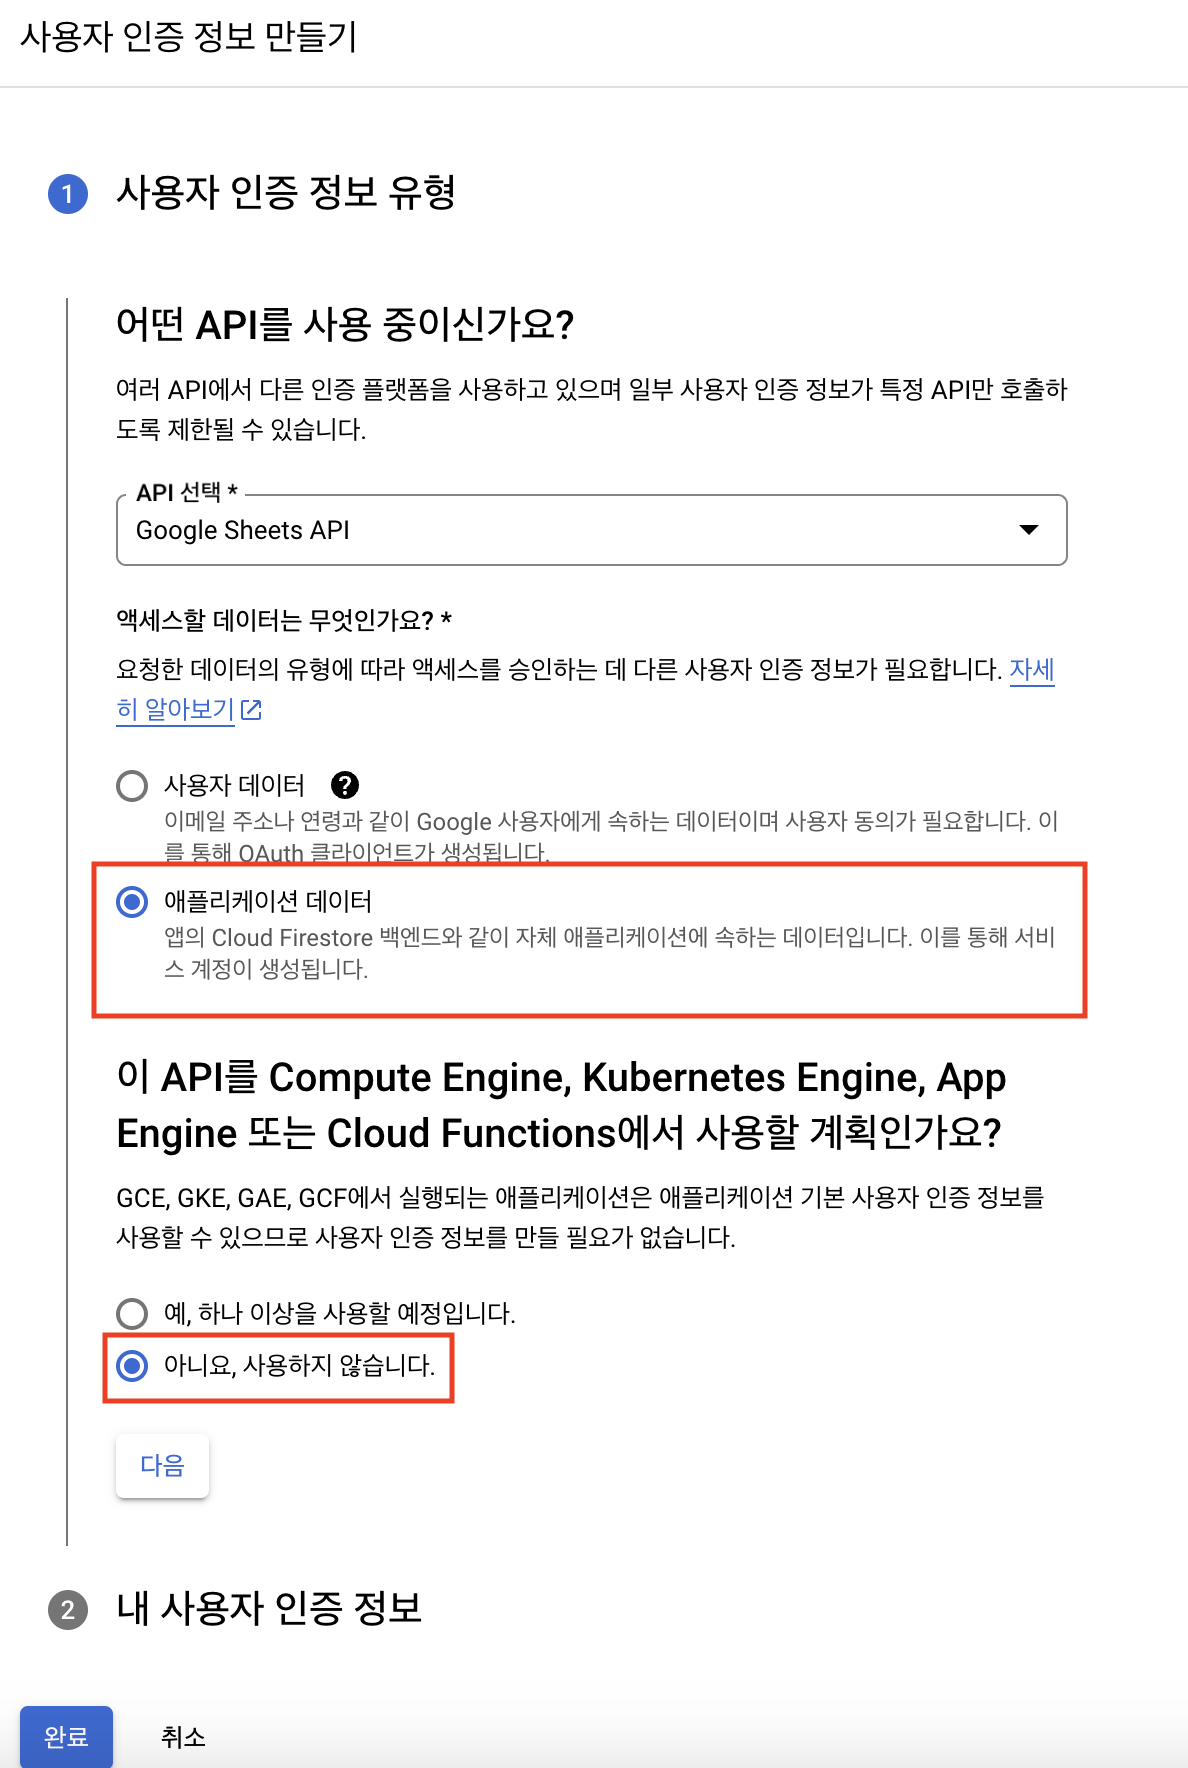 사용자 인증 정보 만들기
1 사용자 인증 정보 유형
어떤 API를 사용 중이신가요?
여러 API에서 다른 인증 플랫폼을 사용하고 있으며 일부 사용자 인증 정보가 특정 API만 호출하
도록 제한될 수 있습니다.
API 선택 *
Google Sheets API
액세스할 데이터는 무엇인가요? *
요청한 데이터의 유형에 따라 액세스를 승인하는 데 다른 사용자 인증 정보가 필요합니다. 자세
히 알아보기
사용자 데이터 ?
이메일 주소나 연령과 같이 Google 사용자에게 속하는 데이터이며 사용자 동의가 필요합니다. 이
를 통해 OAuth 클라이언트가 생성됩니다.
애플리케이션 데이터
앱의 Cloud Firestore 백엔드와 같이 자체 애플리케이션에 속하는 데이터입니다. 이를 통해 서비
스 계정이 생성됩니다.
이 API를 Compute Engine, Kubernetes Engine, App
Engine 또는 Cloud Functions에서 사용할 계획인가요?
GCE, GKE, GAE, GCF에서 실행되는 애플리케이션은 애플리케이션 기본 사용자 인증 정보를
사용할 수 있으므로 사용자 인증 정보를 만들 필요가 없습니다.
예, 하나 이상을 사용할 예정입니다.
아니요, 사용하지 않습니다.
다음
2 내 사용자 인증 정보
완료 취소